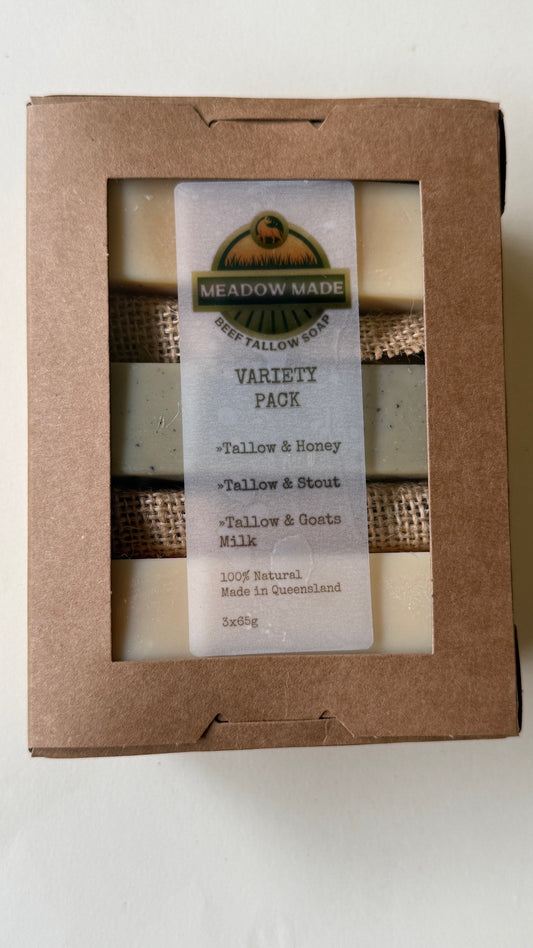 MEADOW MADE
BEEF TALLOW SOAP
VARIETY
PACK
»Tallow & Honey
»Tallow & Stout
»Tallow & Goats
Milk
100% Natural
Made in Queensland
3x65g